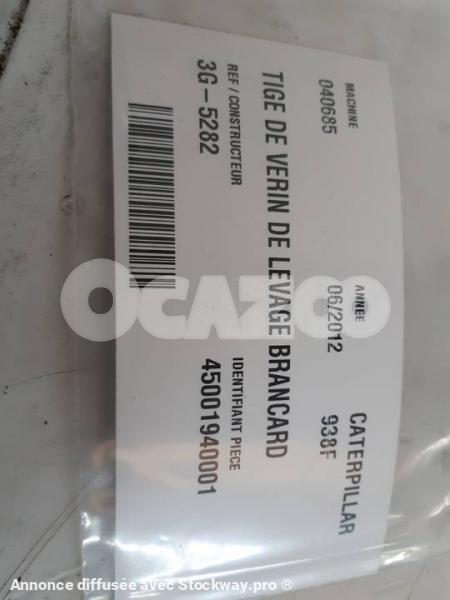 MACHINE
040685
ANNÉE
06/2012
CATERPILLAR
938F
TIGE DE VERIN DE LEVAGE BRANCARD
REF / CONSTRUCTEUR
3G-5282
IDENTIFIANT PIECE
45001940001
OCAZOO
Annonce diffusée avec Stockway.pro ®